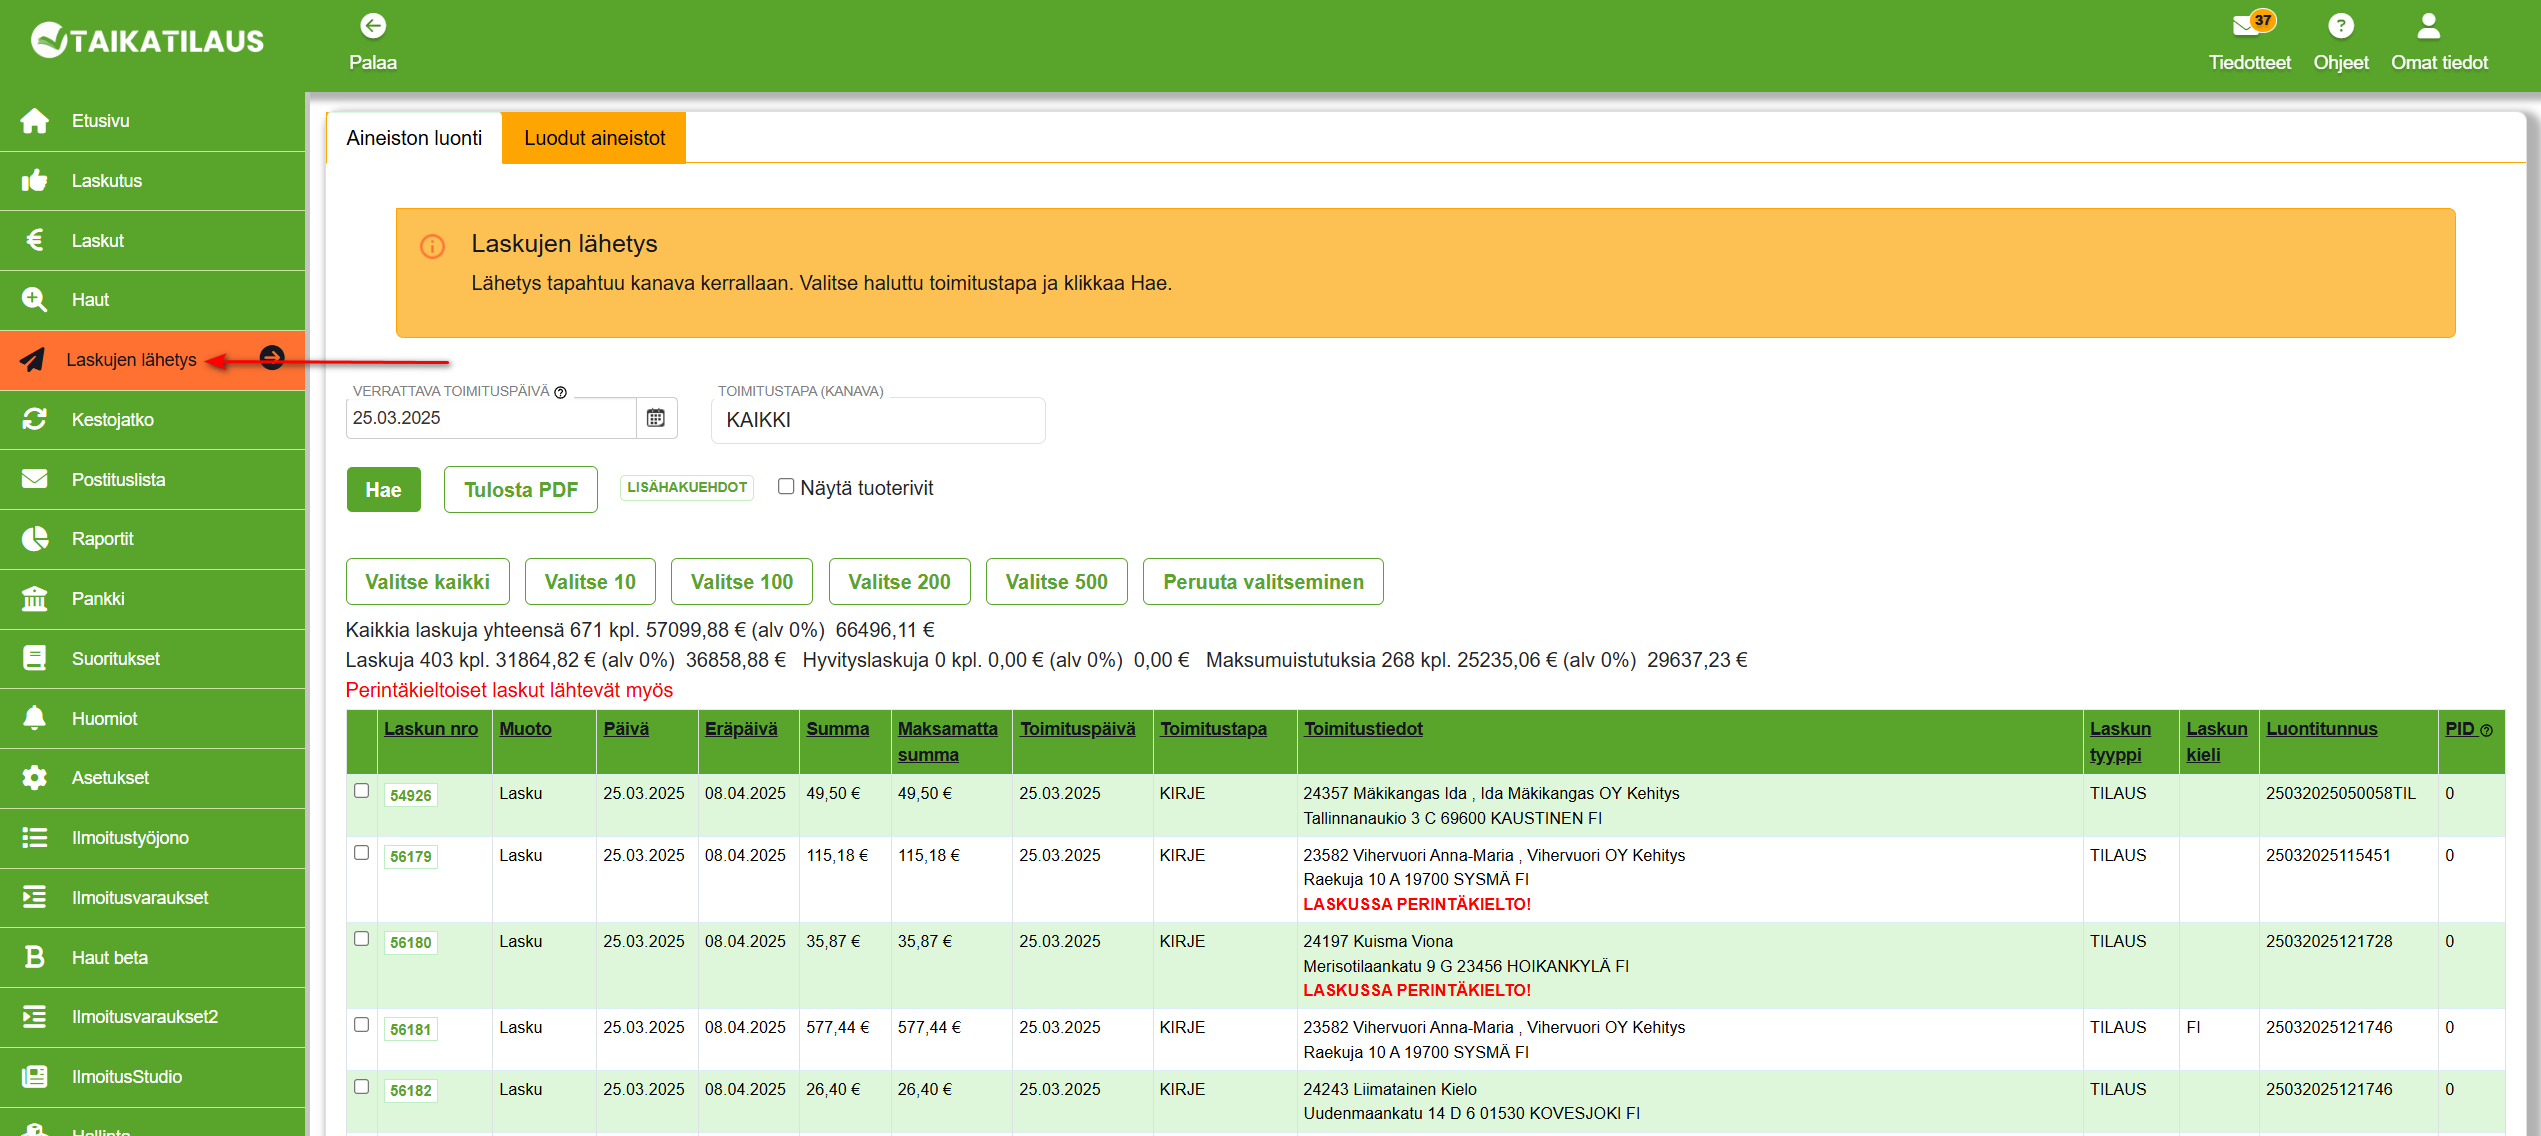 TAIKATILAUS
Palaa
37
Tiedotteet
Ohjeet
Omat tiedot
Etusivu
Laskutus
Laskut
Haut
Laskujen lähetys
Kestojatko
Postituslista
Raportit
Pankki
Suoritukset
Huomiot
Asetukset
Ilmoitustyöjono
Ilmoitusvaraukset
Haut beta
Ilmoitusvaraukset2
IlmoitusStudio
Hallinta
Aineiston luonti
Luodut aineistot
Laskujen lähetys
Lähetys tapahtuu kanava kerrallaan. Valitse haluttu toimitustapa ja klikkaa Hae.
VERRATTAVA TOIMITUSPÄIVÄ
25.03.2025
TOIMITUSTAPA (KANAVA)
KAIKKI
Hae
Tulosta PDF
LISÄHAKUEHDOT
Näytä tuoterivit
Valitse kaikki
Valitse 10
Valitse 100
Valitse 200
Valitse 500
Peruuta valitseminen
Kaikkia laskuja yhteensä 671 kpl. 57099,88 € (alv 0%) 66496,11 €
Laskuja 403 kpl. 31864,82 € (alv 0%) 36858,88 € Hyvityslaskuja 0 kpl. 0,00 € (alv 0%) 0,00 € Maksumuistutuksia 268 kpl. 25235,06 € (alv 0%) 29637,23 €
Perintäkieltoiset laskut lähtevät myös
Laskun nro Muoto Päivä Eräpäivä Summa Maksamatta summa Toimituspäivä Toimitustapa Toimitustiedot Laskun tyyppi Laskun kieli Luontitunnus PID
54926 Lasku 25.03.2025 08.04.2025 49,50 € 49,50 € 25.03.2025 KIRJE 24357 Mäkikangas Ida , Ida Mäkikangas OY Kehitys TILAUS 25032025050058TIL 0
Tallinnanaukio 3 C 69600 KAUSTINEN FI
56179 Lasku 25.03.2025 08.04.2025 115,18 € 115,18 € 25.03.2025 KIRJE 23582 Vihervuori Anna-Maria , Vihervuori OY Kehitys TILAUS 25032025115451 0
Raekuja 10 A 19700 SYSMÄ FI
LASKUSSA PERINTÄKIELTO!
56180 Lasku 25.03.2025 08.04.2025 35,87 € 35,87 € 25.03.2025 KIRJE 24197 Kuisma Viona TILAUS 25032025121728 0
Merisotilaankatu 9 G 23456 HOIKANKYLÄ FI
LASKUSSA PERINTÄKIELTO!
56181 Lasku 25.03.2025 08.04.2025 577,44 € 577,44 € 25.03.2025 KIRJE 23582 Vihervuori Anna-Maria , Vihervuori OY Kehitys TILAUS FI 25032025121746 0
Raekuja 10 A 19700 SYSMÄ FI
56182 Lasku 25.03.2025 08.04.2025 26,40 € 26,40 € 25.03.2025 KIRJE 24243 Liimatainen Kielo TILAUS 25032025121746 0
Uudenmaankatu 14 D 6 01530 KOVESJOKI FI